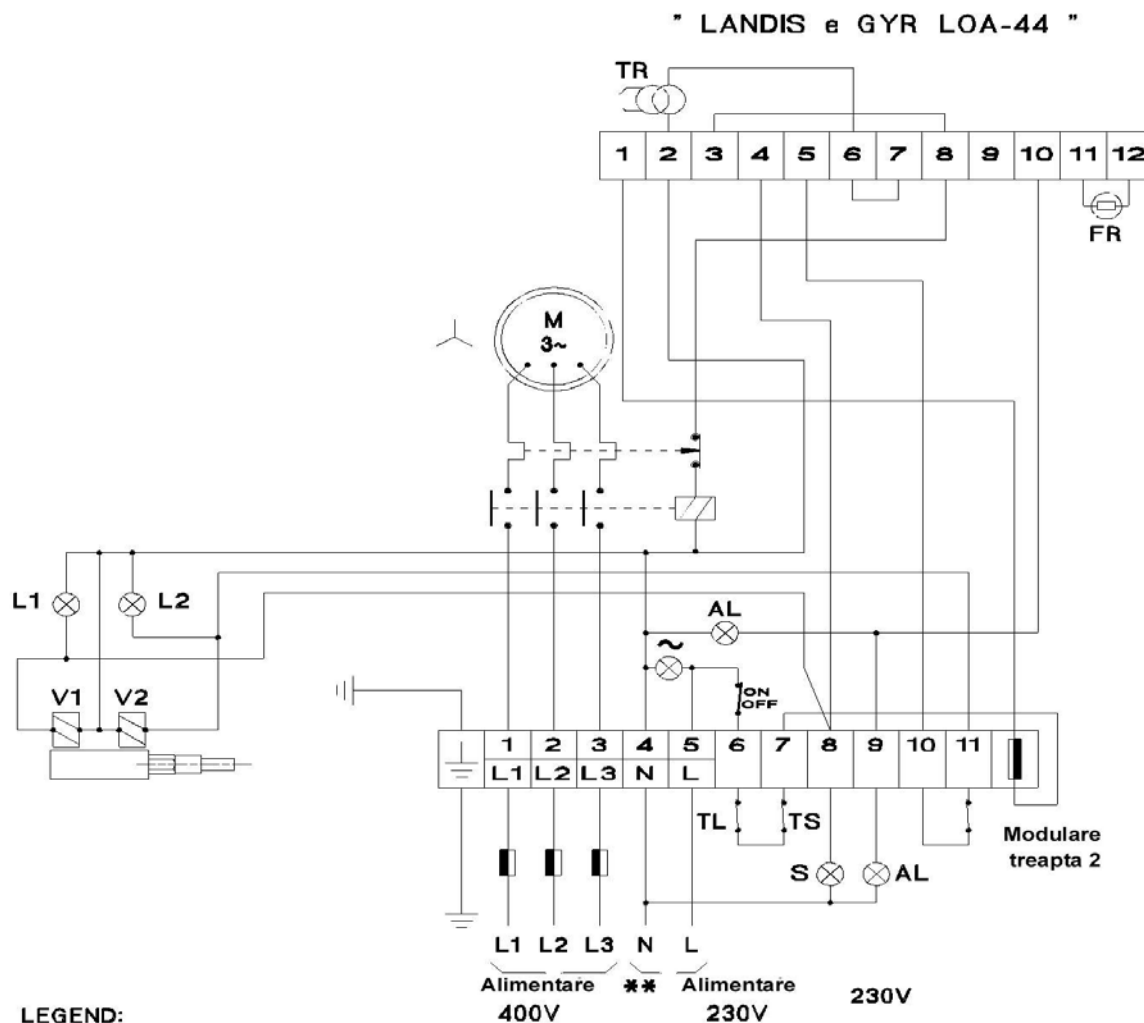 " LANDIS e GYR LOA-44 "
TR
1 2 3 4 5 6 7 8 9 10 11 12
FR
M
3~
L1 L2 AL
~
ON
OFF
V1 V2
1 2 3 4 5 6 7 8 9 10 11
L1 L2 L3 N L
TL TS
Modulare
treapta 2
S AL
L1 L2 L3 N L
Alimentare ** Alimentare
400V 230V 230V
LEGEND: